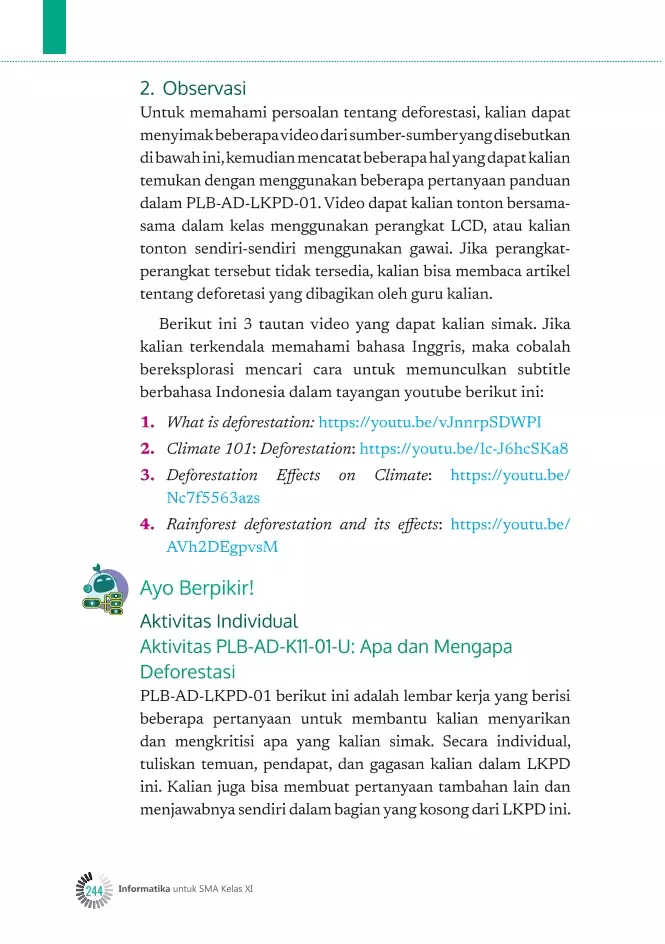 2. Observasi
Untuk memahami persoalan tentang deforestasi, kalian dapat
menyimak beberapa video dari sumber-sumber yang disebutkan
di bawah ini, kemudian mencatat beberapa hal yang dapat kalian
temukan dengan menggunakan beberapa pertanyaan panduan
dalam PLB-AD-LKPD-01. Video dapat kalian tonton bersama-
sama dalam kelas menggunakan perangkat LCD, atau kalian
tonton sendiri-sendiri menggunakan gawai. Jika perangkat-
perangkat tersebut tidak tersedia, kalian bisa membaca artikel
tentang deforetasi yang dibagikan oleh guru kalian.
Berikut ini 3 tautan video yang dapat kalian simak. Jika
kalian terkendala memahami bahasa Inggris, maka cobalah
bereksplorasi mencari cara untuk memunculkan subtitle
berbahasa Indonesia dalam tayangan youtube berikut ini:
1. What is deforestation: https://youtu.be/vJnnrpSDWPI
2. Climate 101: Deforestation: https://youtu.be/Ic-J6hcSKa8
3. Deforestation Effects on Climate: https://youtu.be/
Nc7f5563azs
4. Rainforest deforestation and its effects: https://youtu.be/
AVh2DEgpvsM
Ayo Berpikir!
Aktivitas Individual
Aktivitas PLB-AD-K11-01-U: Apa dan Mengapa
Deforestasi
PLB-AD-LKPD-01 berikut ini adalah lembar kerja yang berisi
beberapa pertanyaan untuk membantu kalian menyarikan
dan mengkritisi apa yang kalian simak. Secara individual,
tuliskan temuan, pendapat, dan gagasan kalian dalam LKPD
ini. Kalian juga bisa membuat pertanyaan tambahan lain dan
menjawabnya sendiri dalam bagian yang kosong dari LKPD ini.
244 Informatika untuk SMA Kelas XI